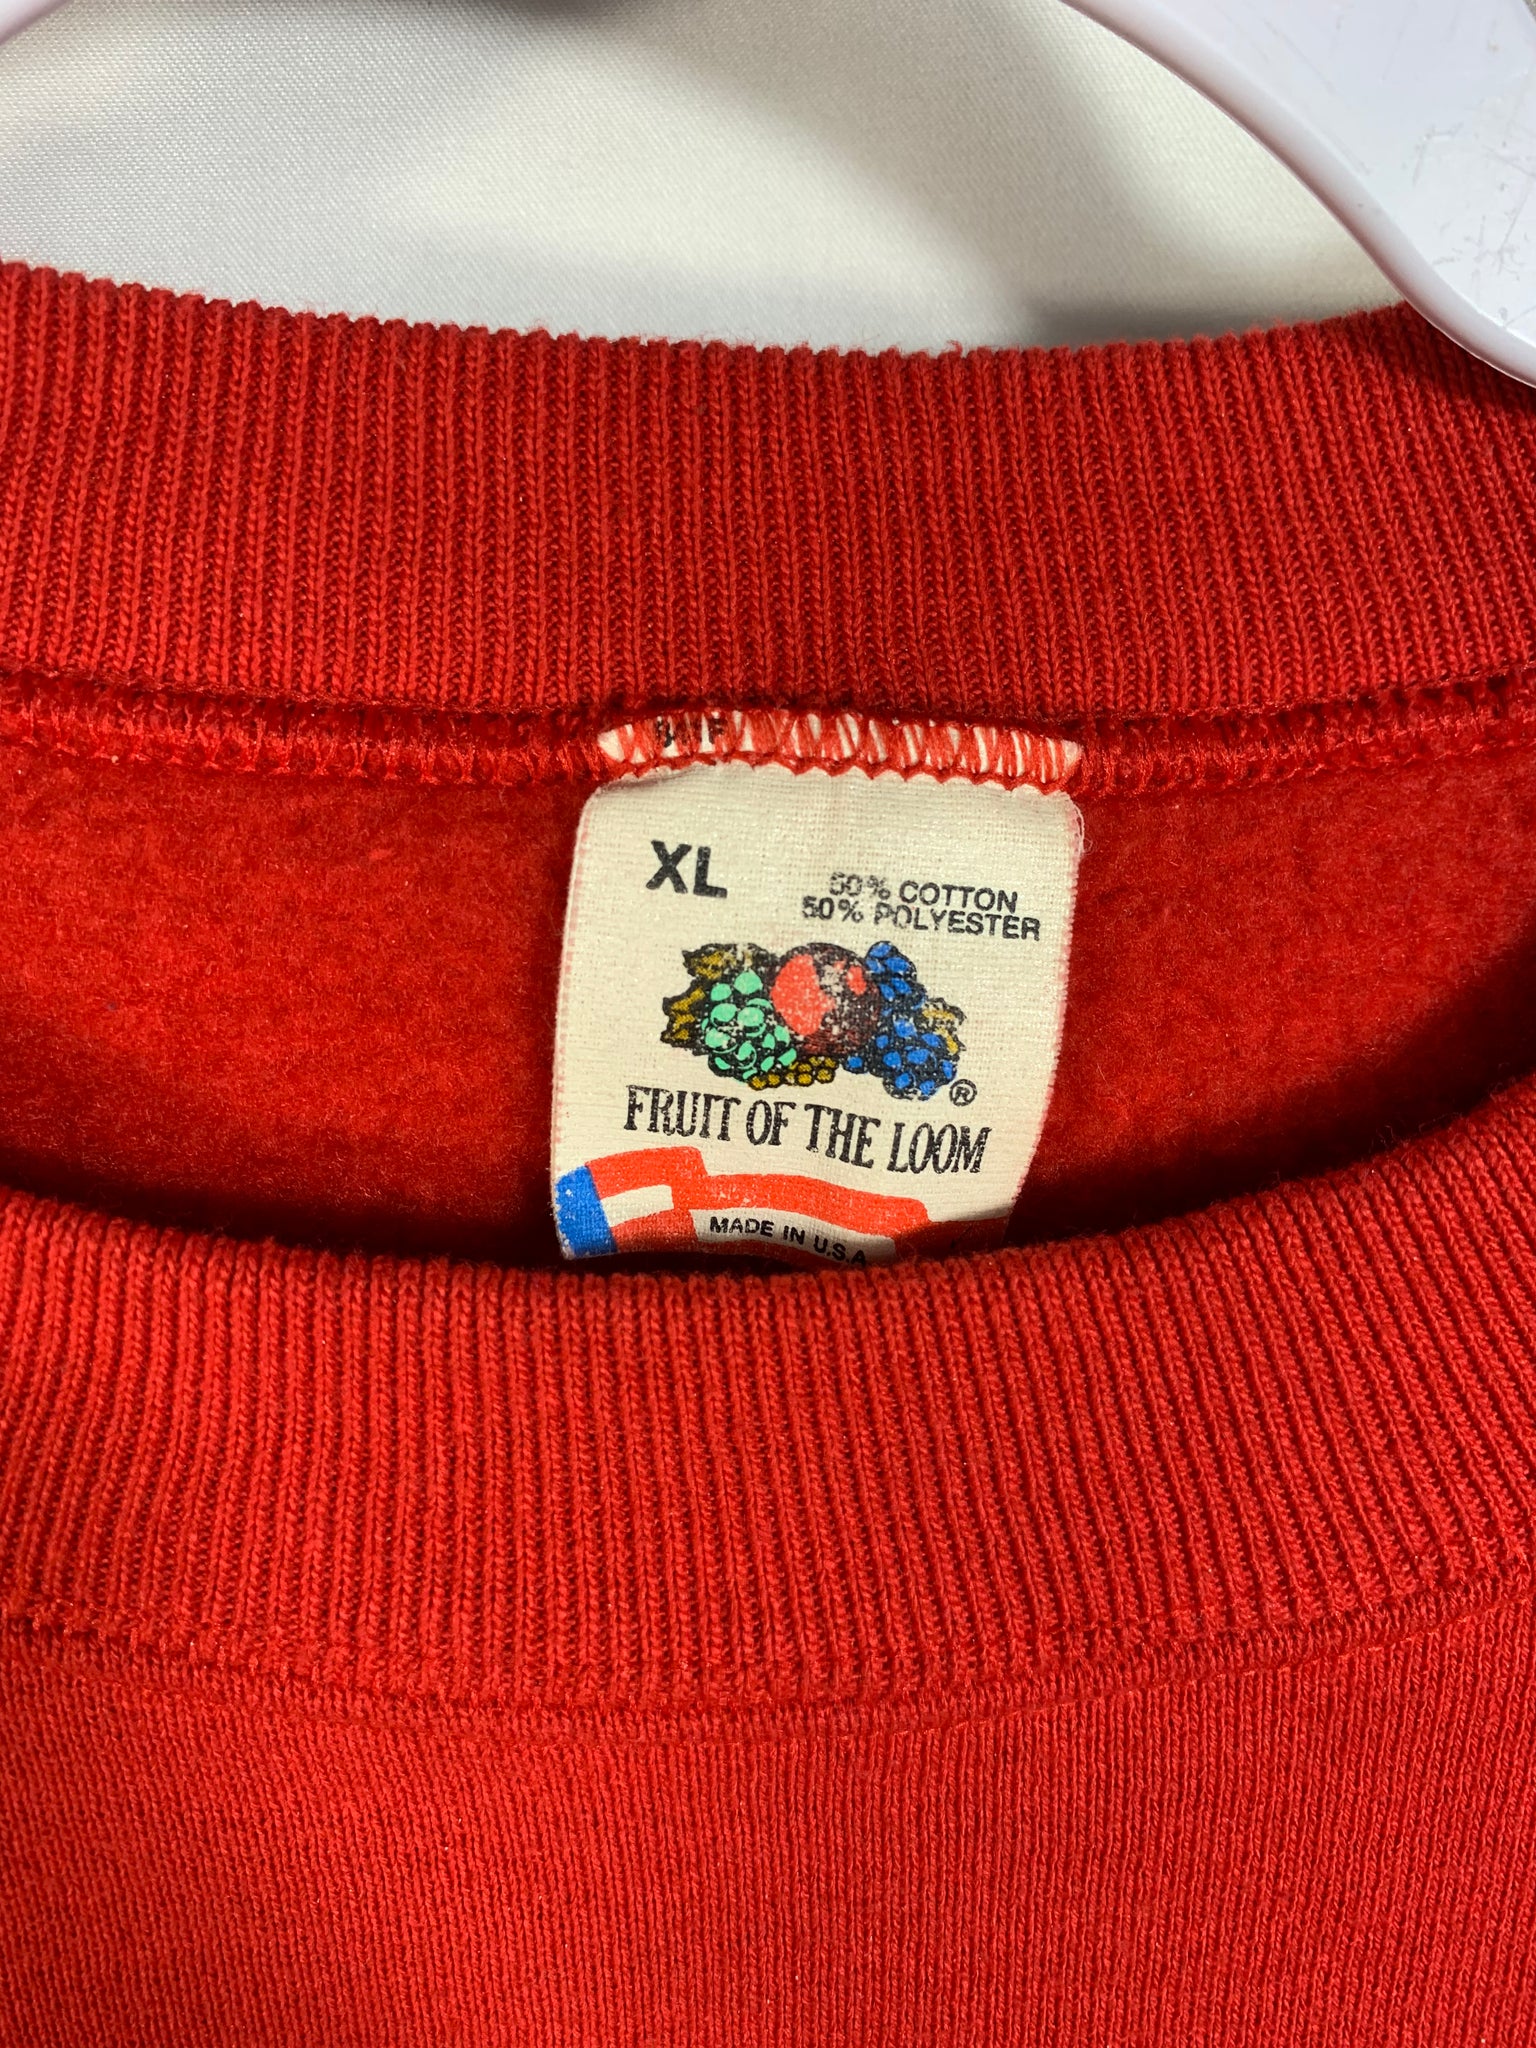 XL
50% COTTON
50% POLYESTER
®
FRUIT OF THE LOOM
MADE IN U.S.A.